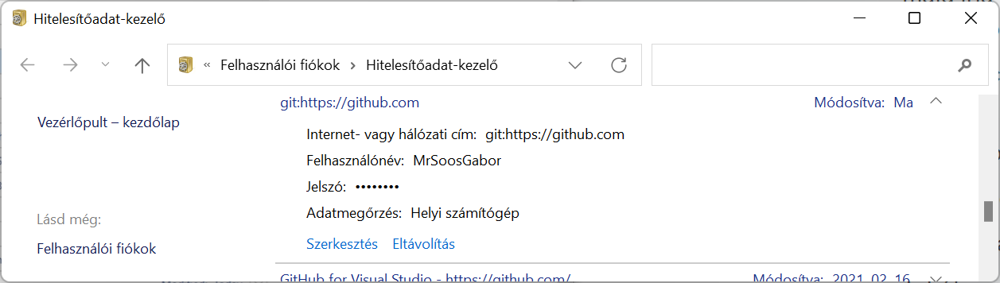 Hitelesítőadat-kezelő
« Felhasználói fiókok › Hitelesítőadat-kezelő
Vezérlőpult – kezdőlap
git:https://github.com Módosítva: Ma
Internet- vagy hálózati cím: git:https://github.com
Felhasználónév: MrSoosGabor
Jelszó: ••••••••
Adatmegőrzés: Helyi számítógép
Szerkesztés Eltávolítás
Lásd még:
Felhasználói fiókok
GitHub for Visual Studio - https://github.com/.. Módosítva: 2021. 02. 16.